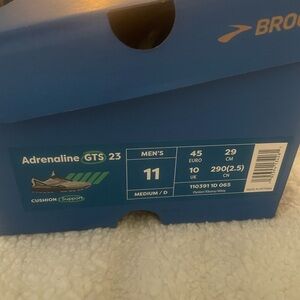 BROO
Adrenaline GTS 23
CUSHION Support
MEN'S
11
MEDIUM / D
45
EURO
29
CM
10
UK
290(2.5)
CN
110391 1D 065